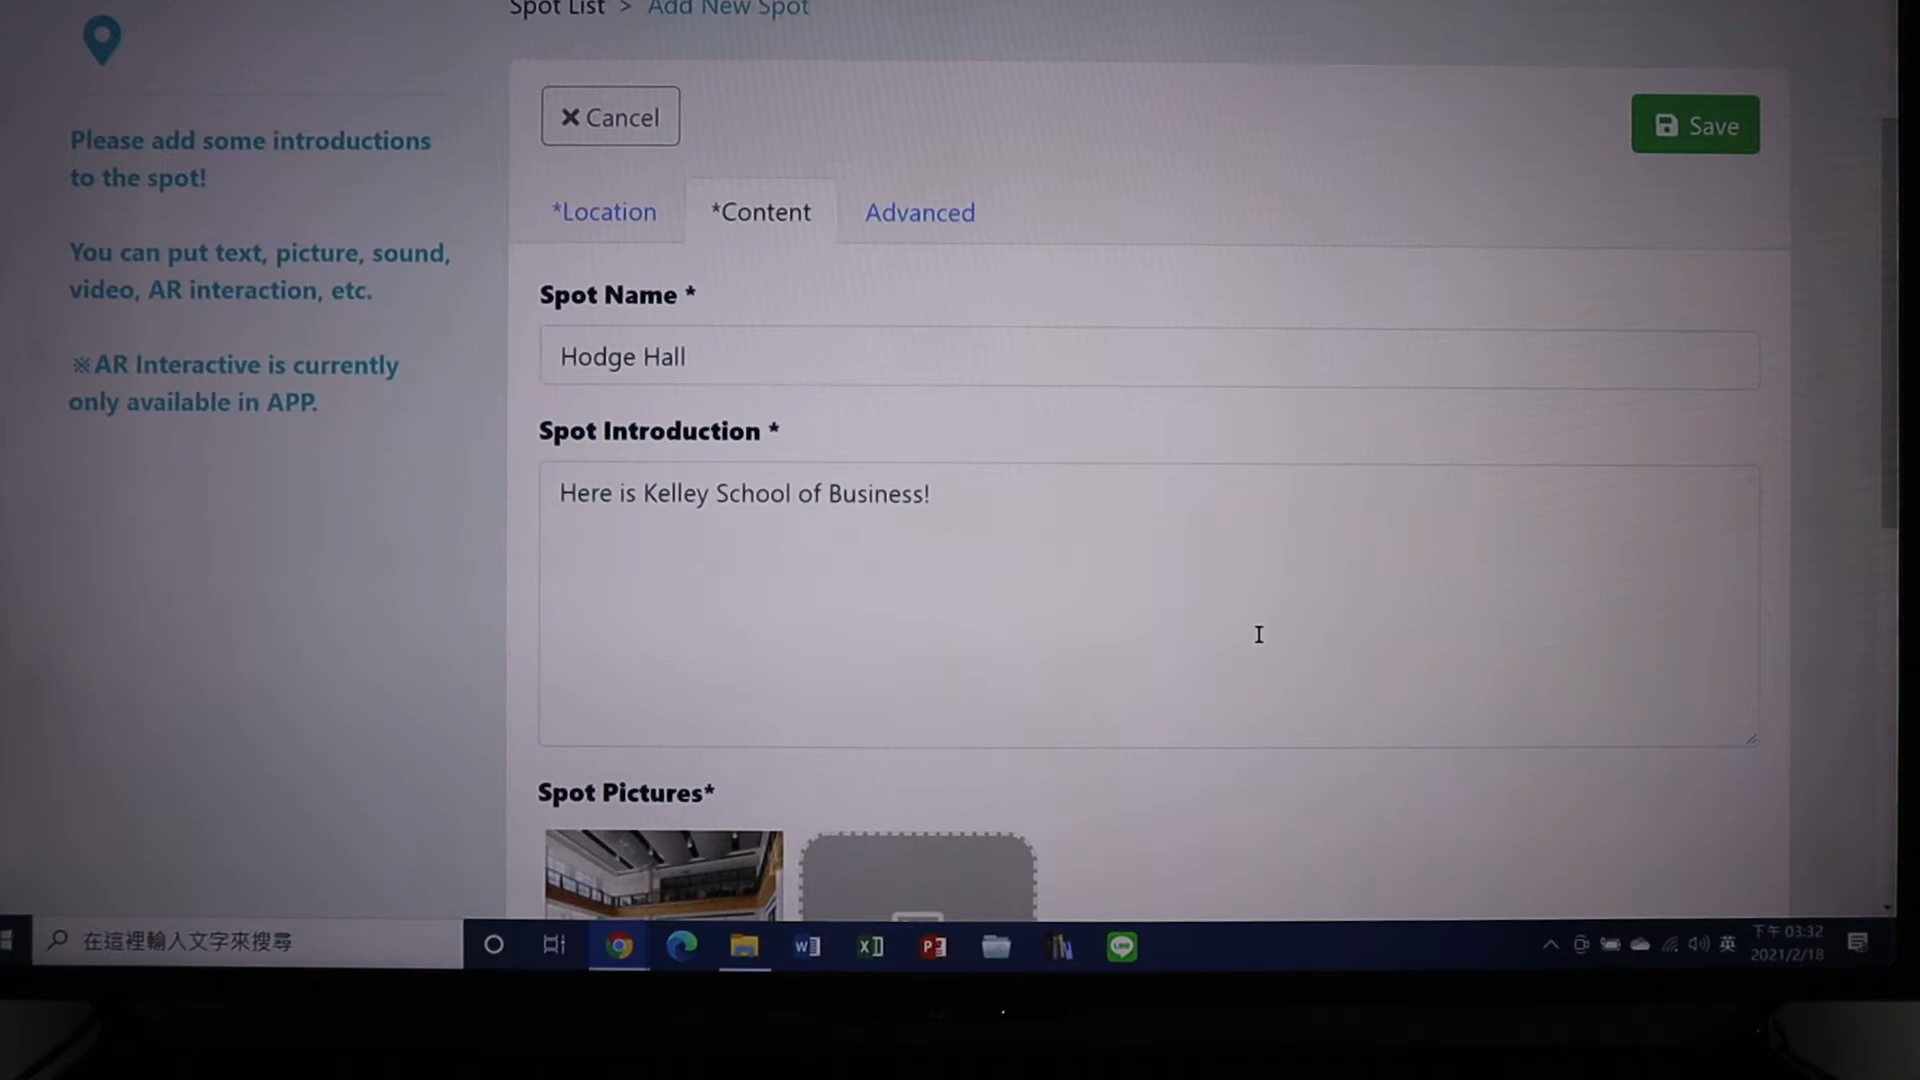 Spot List > Add New Spot
Please add some introductions
to the spot!
You can put text, picture, sound,
video, AR interaction, etc.
※AR Interactive is currently
only available in APP.
Cancel
Save
*Location
*Content
Advanced
Spot Name *
Hodge Hall
Spot Introduction *
Here is Kelley School of Business!
Spot Pictures*
在這裡輸入文字來搜尋
英
下午 03:32
2021/2/18